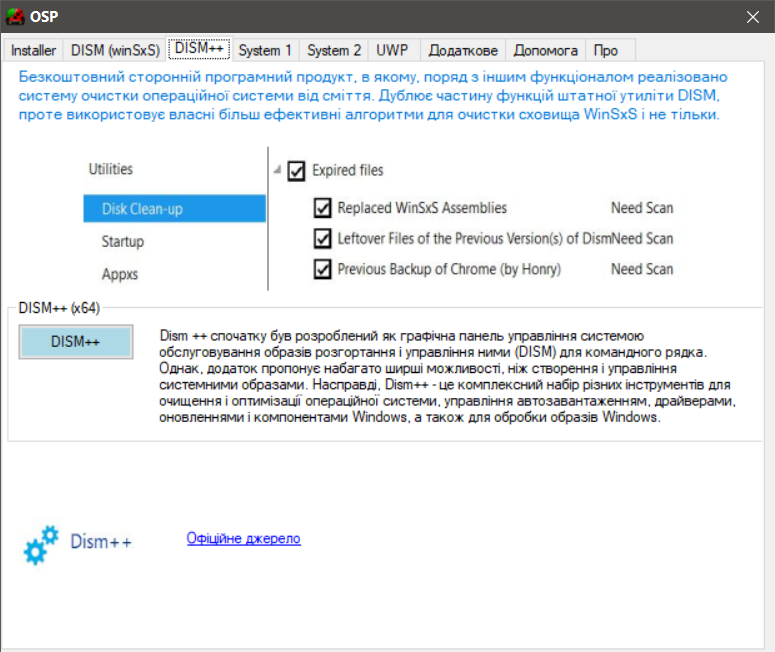 OSP
Installer DISM (winSxS) DISM++ System 1 System 2 UWP Додаткове Допомога Про
Безкоштовний сторонній програмний продукт, в якому, поряд з іншим функціоналом реалізовано
систему очистки операційної системи від сміття. Дублює частину функцій штатної утиліти DISM,
проте використовує власні більш ефективні алгоритми для очистки сховища WinSxS і не тільки.
Utilities
Disk Clean-up
Startup
Appxs
Expired files
Replaced WinSxS Assemblies Need Scan
Leftover Files of the Previous Version(s) of Dism Need Scan
Previous Backup of Chrome (by Honry) Need Scan
DISM++ (x64)
DISM++
Dism ++ спочатку був розроблений як графічна панель управління системою
обслуговування образів розгортання і управління ними (DISM) для командного рядка.
Однак, додаток пропонує набагато ширші можливості, ніж створення і управління
системними образами. Насправді, Dism++ - це комплексний набір різних інструментів для
очищення і оптимізації операційної системи, управління автозавантаженням, драйверами,
оновленнями і компонентами Windows, а також для обробки образів Windows.
Dism++
Офіційне джерело